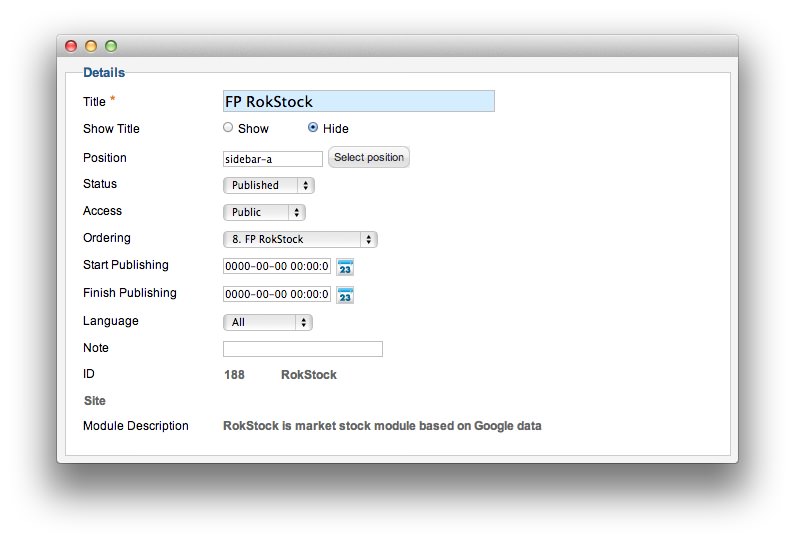 Details
Title * FP RokStock
Show Title Show Hide
Position sidebar-a Select position
Status Published
Access Public
Ordering 8. FP RokStock
Start Publishing 0000-00-00 00:00:0 23
Finish Publishing 0000-00-00 00:00:0 23
Language All
Note
ID 188 RokStock
Site
Module Description RokStock is market stock module based on Google data